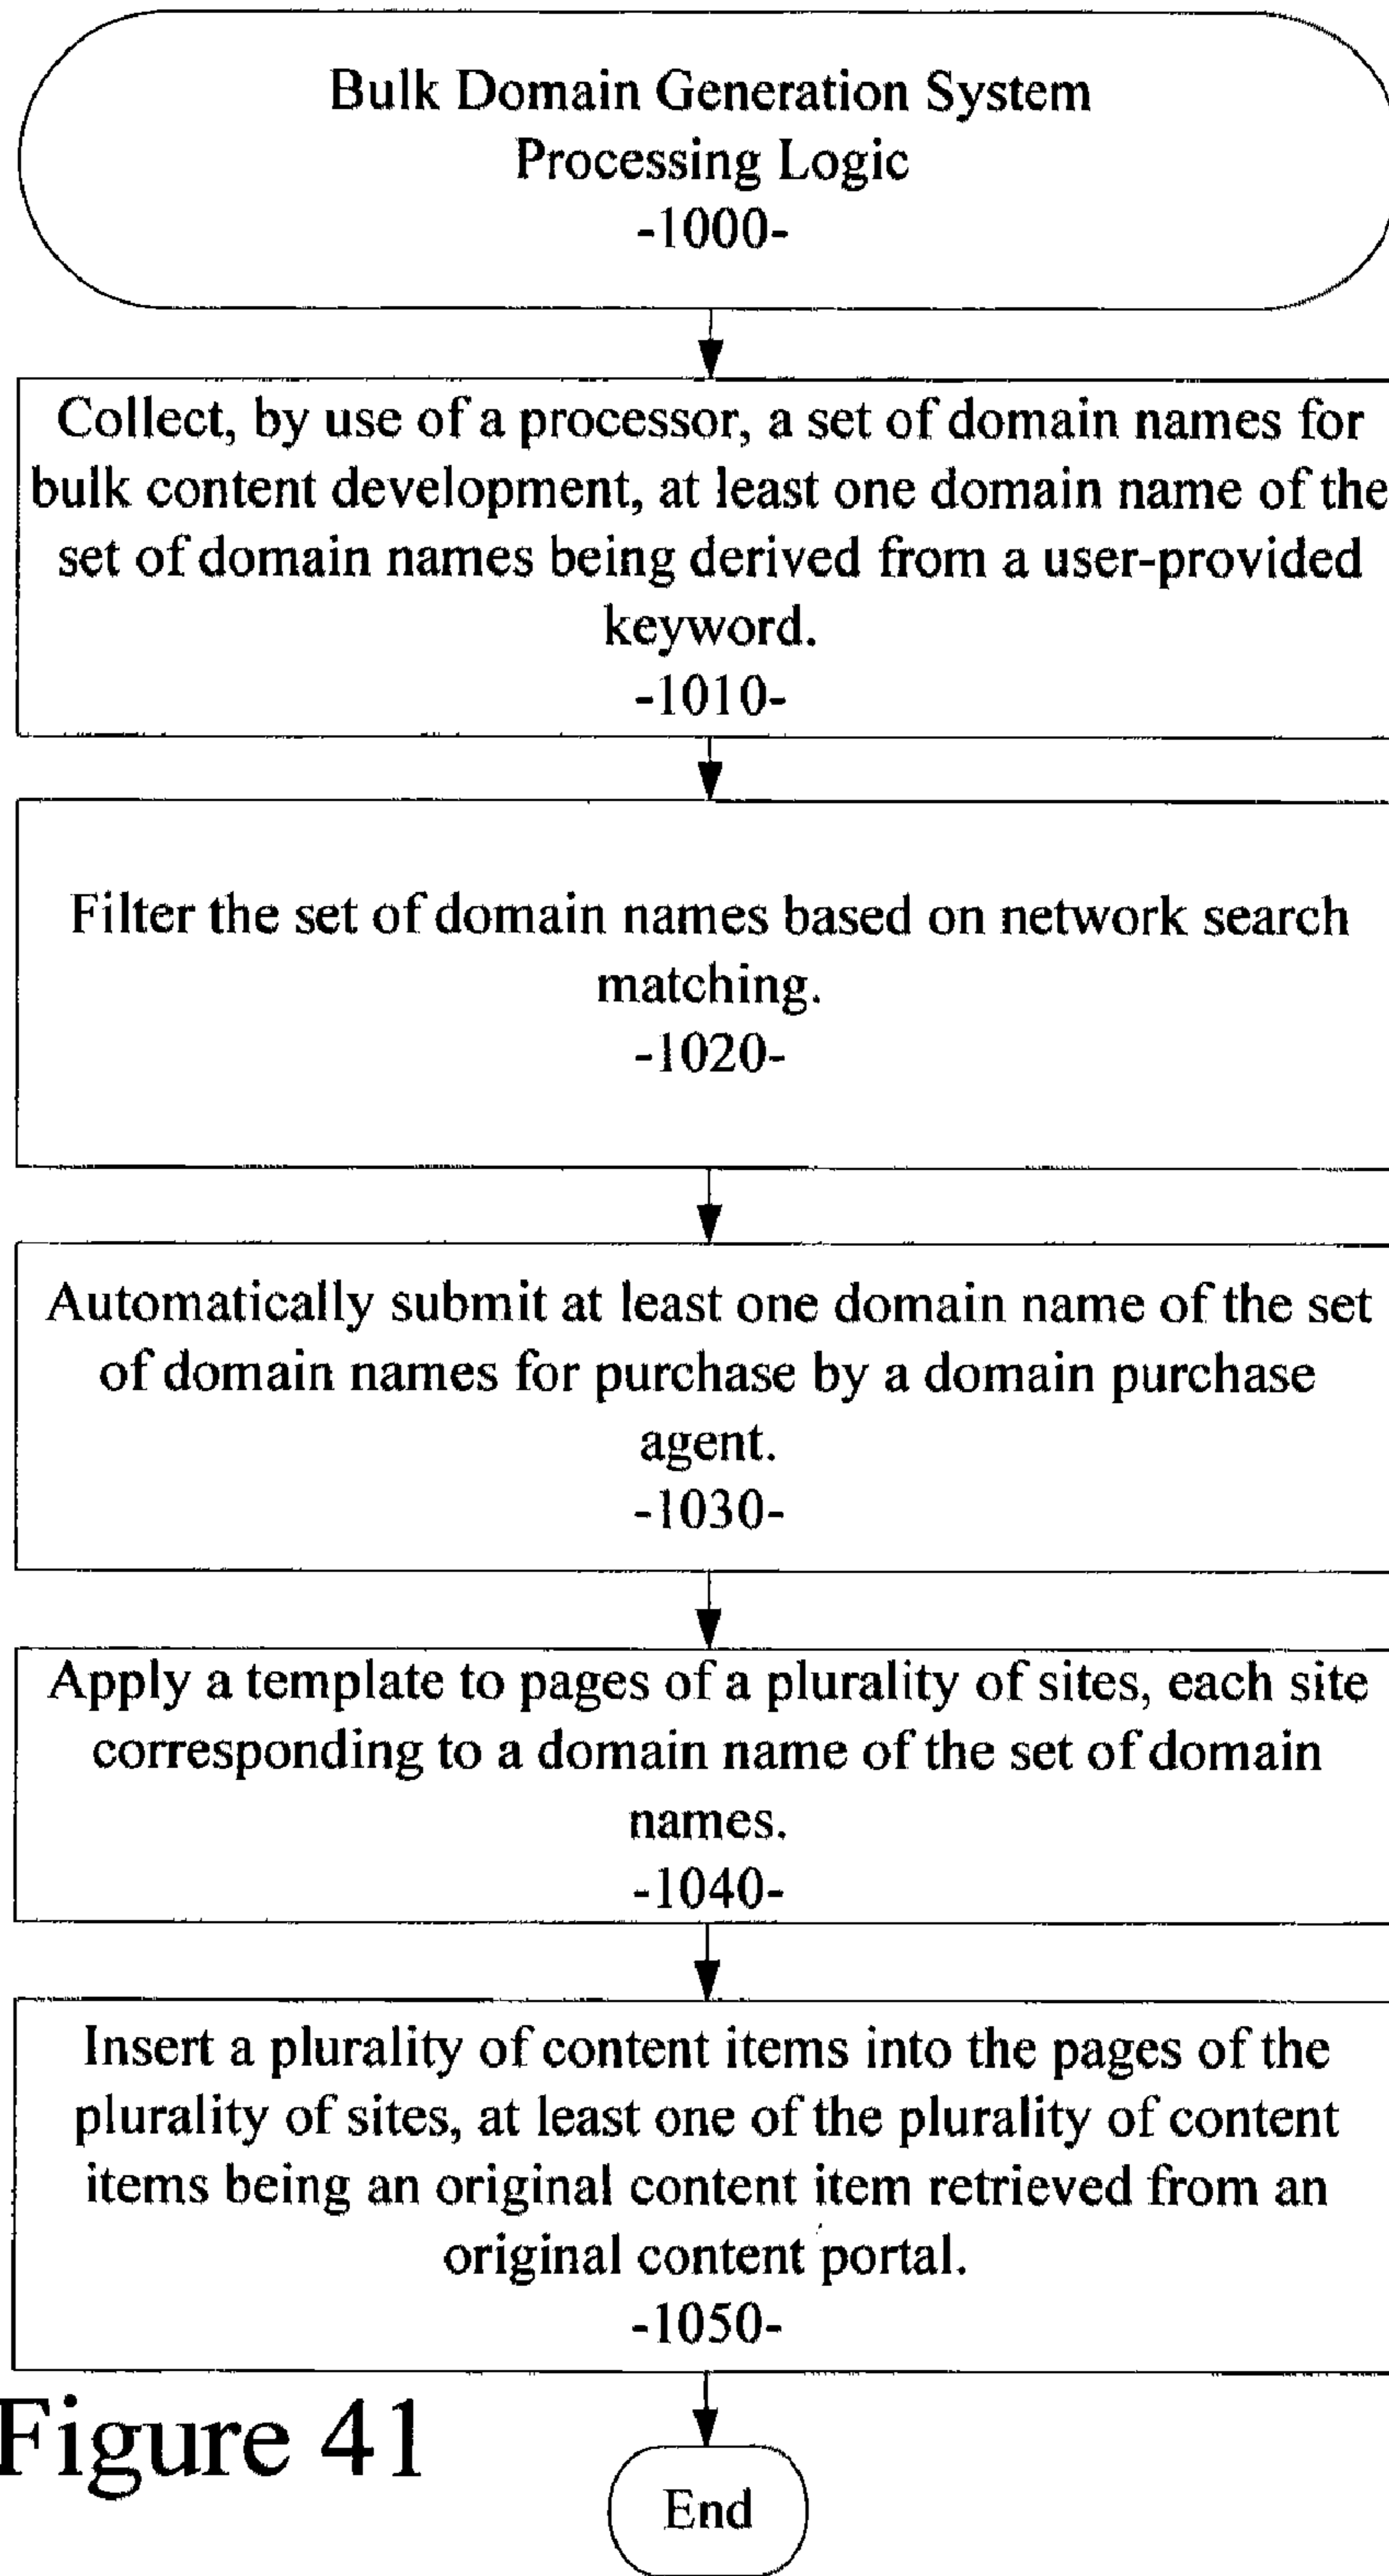 Bulk Domain Generation System
Processing Logic
-1000-
Collect, by use of a processor, a set of domain names for
bulk content development, at least one domain name of the
set of domain names being derived from a user-provided
keyword.
-1010-
Filter the set of domain names based on network search
matching.
-1020-
Automatically submit at least one domain name of the set
of domain names for purchase by a domain purchase
agent.
-1030-
Apply a template to pages of a plurality of sites, each site
corresponding to a domain name of the set of domain
names.
-1040-
Insert a plurality of content items into the pages of the
plurality of sites, at least one of the plurality of content
items being an original content item retrieved from an
original content portal.
-1050-
Figure 41
End